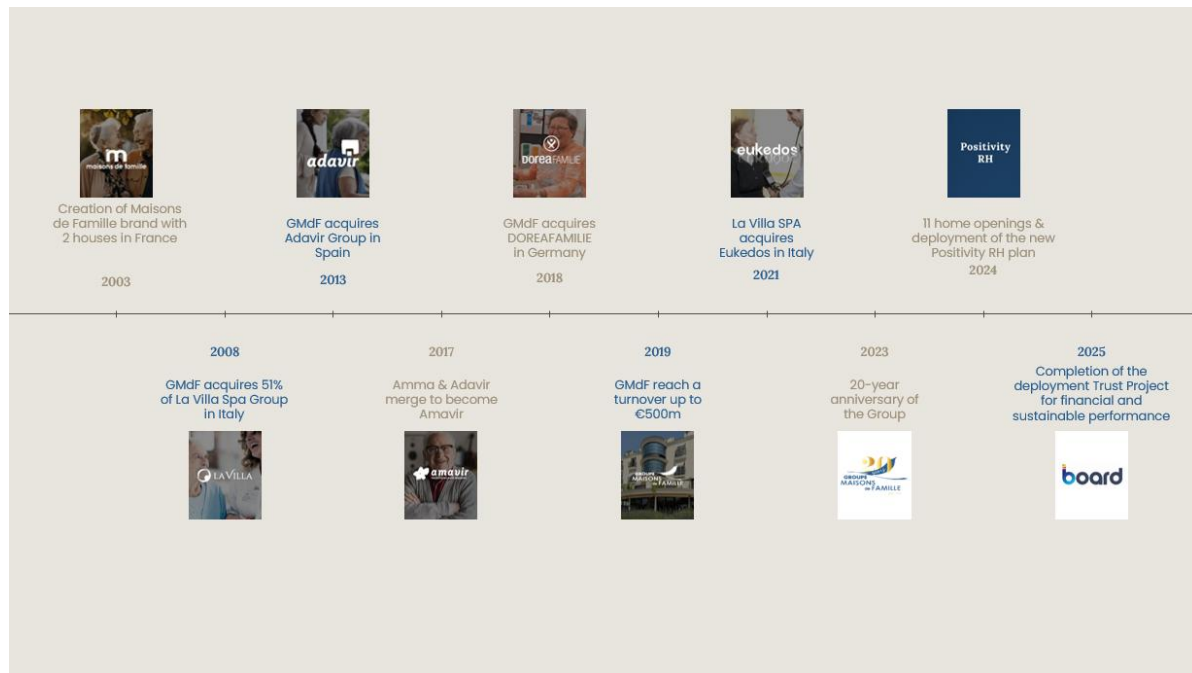 m
maisons de famille
Creation of Maisons
de Famille brand with
2 houses in France
2003
2008
GMdF acquires 51%
of La Villa Spa Group
in Italy
LA VILLA
adavir
GMdF acquires
Adavir Group in
Spain
2013
2017
Amma & Adavir
merge to become
Amavir
amavir
DOREAFAMILIE
GMdF acquires
DOREAFAMILIE
in Germany
2018
2019
GMdF reach a
turnover up to
€500m
GROUPE
MAISONS
de FAMILLE
eukedos
La Villa SPA
acquires
Eukedos in Italy
2021
2023
20-year
anniversary of
the Group
20
GROUPE
MAISONS
de FAMILLE
Positivity
RH
11 home openings &
deployment of the new
Positivity RH plan
2024
2025
Completion of the
deployment Trust Project
for financial and
sustainable performance
board